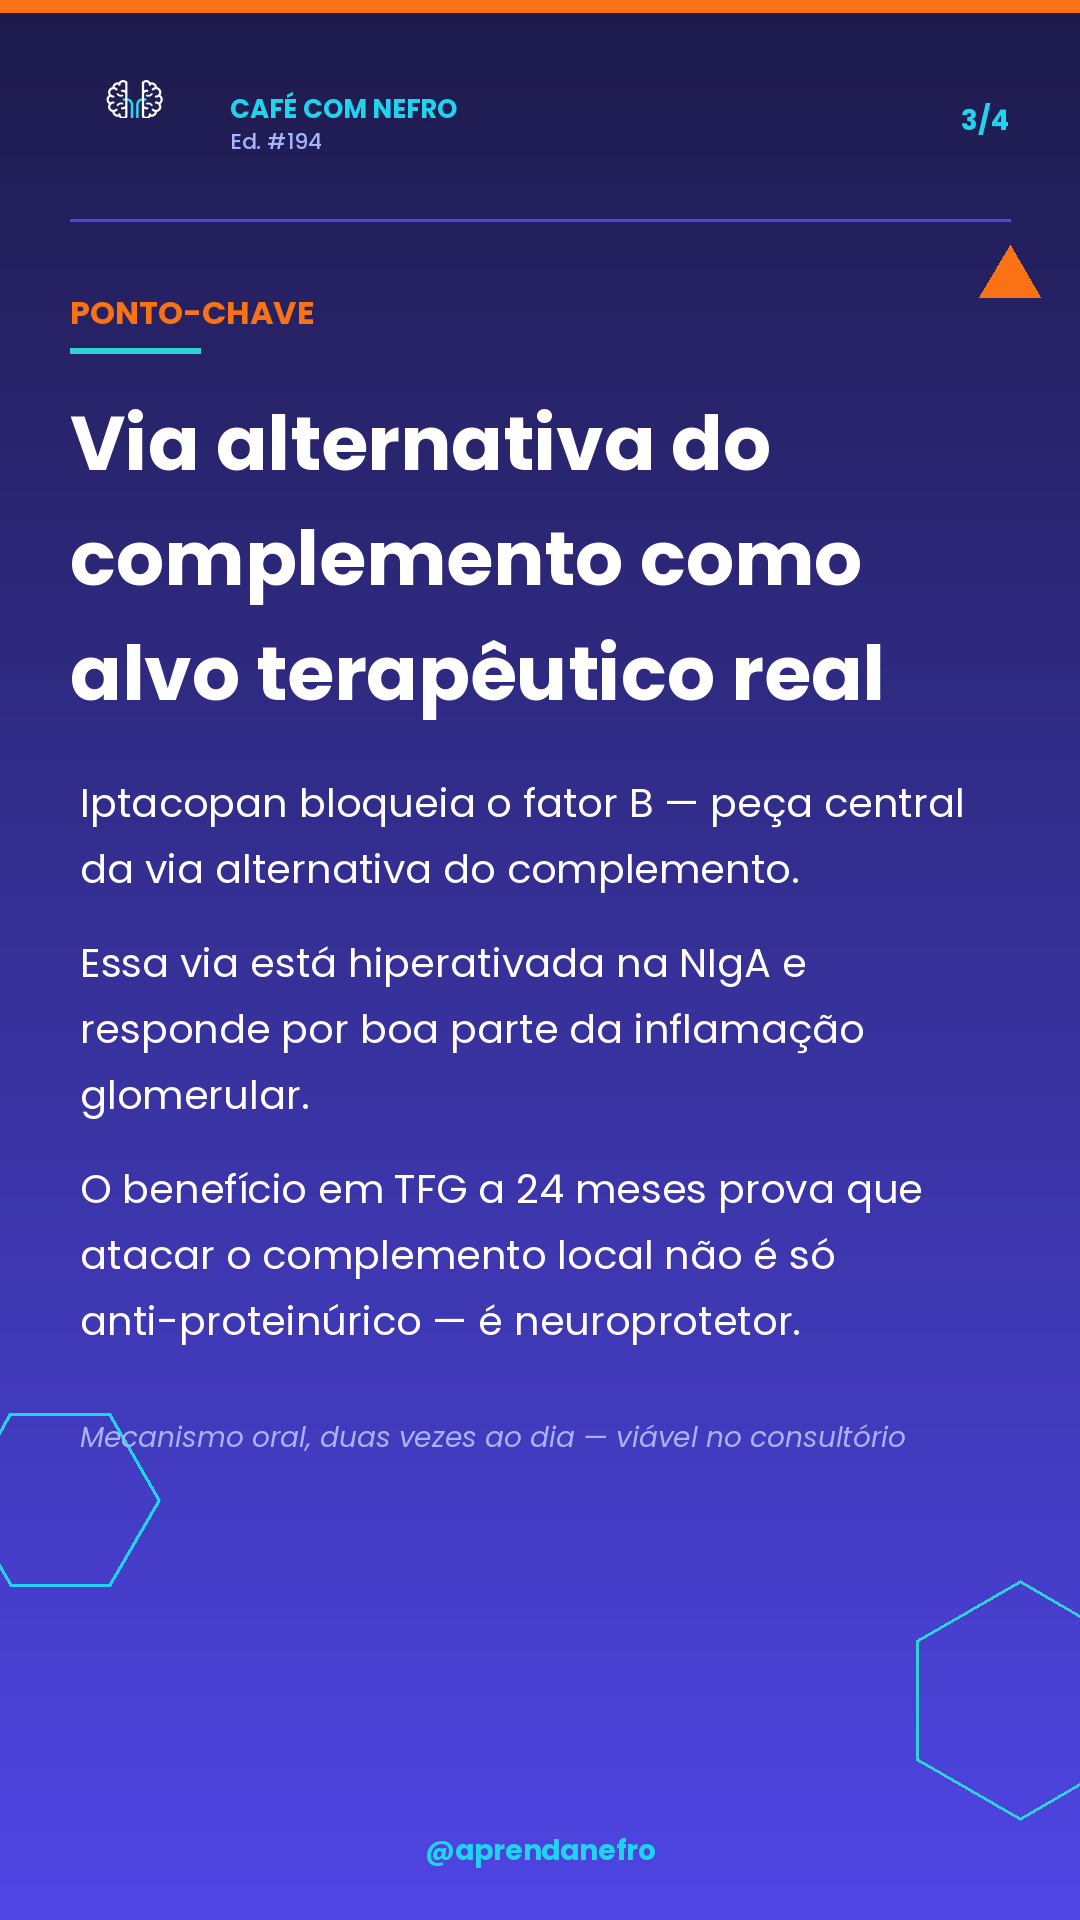 CAFÉ COM NEFRO
Ed. #194
3/4
PONTO-CHAVE
Via alternativa do
complemento como
alvo terapêutico real
Iptacopan bloqueia o fator B — peça central
da via alternativa do complemento.
Essa via está hiperativada na NIgA e
responde por boa parte da inflamação
glomerular.
O benefício em TFG a 24 meses prova que
atacar o complemento local não é só
anti-proteinúrico — é neuroprotetor.
Mecanismo oral, duas vezes ao dia — viável no consultório
@aprendanefro